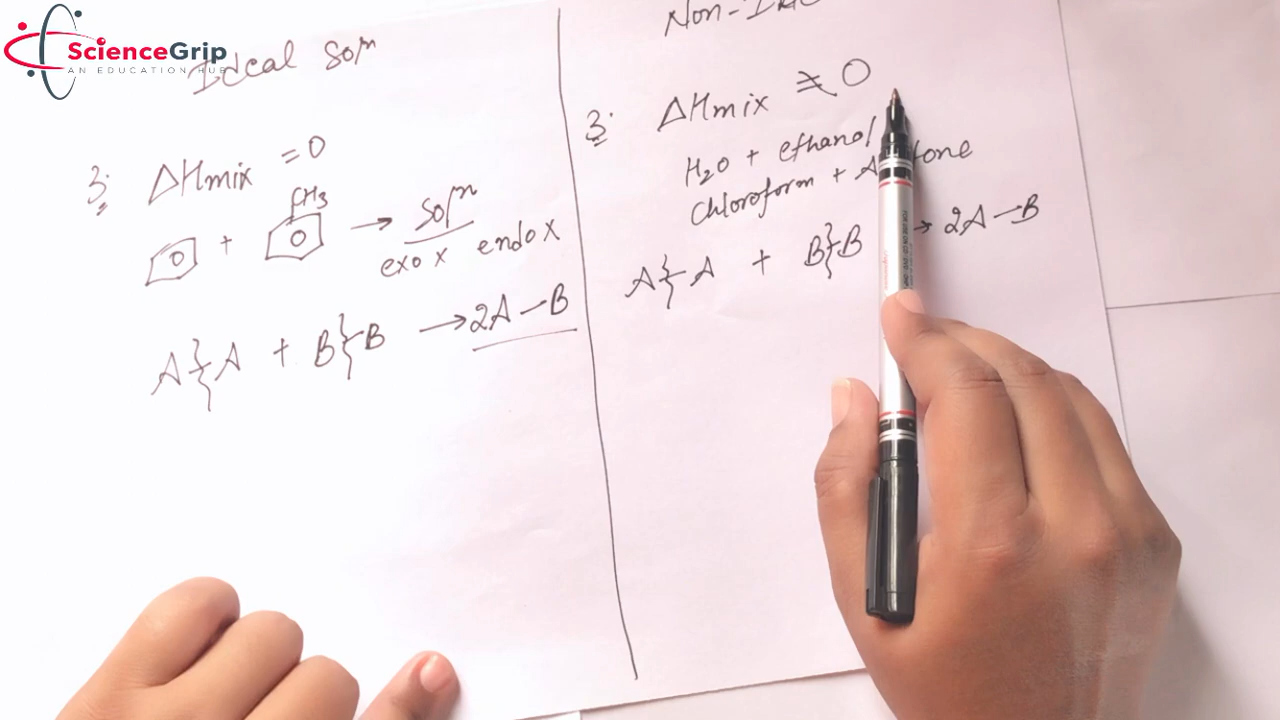 ScienceGrip
AN EDUCATION HUB
Ideal Soln
3: ΔHmix = 0
CH3
+ → Soln
exo x endo x
A}A + B}B → 2A-B
3: ΔHmix ≠ 0
H2O + ethanol
Chloroform +
A}A + B}B → 2A-B